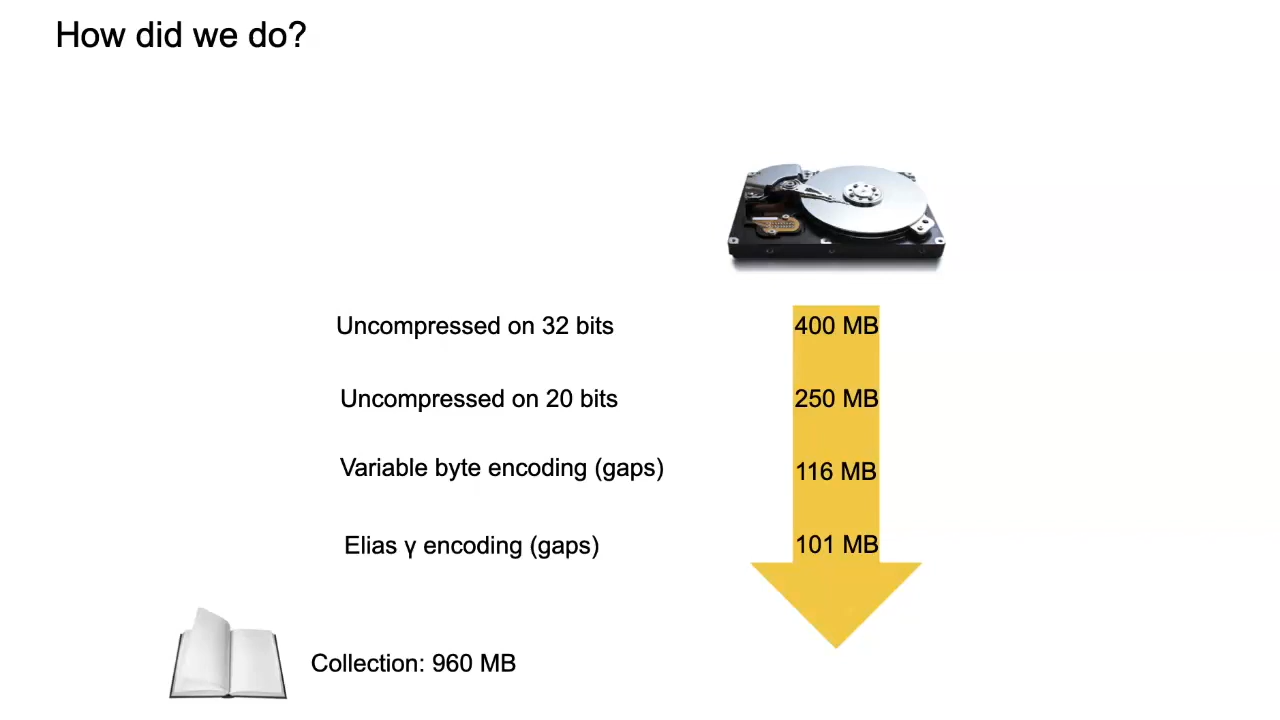 How did we do?
Uncompressed on 32 bits 400 MB
Uncompressed on 20 bits 250 MB
Variable byte encoding (gaps) 116 MB
Elias γ encoding (gaps) 101 MB
Collection: 960 MB